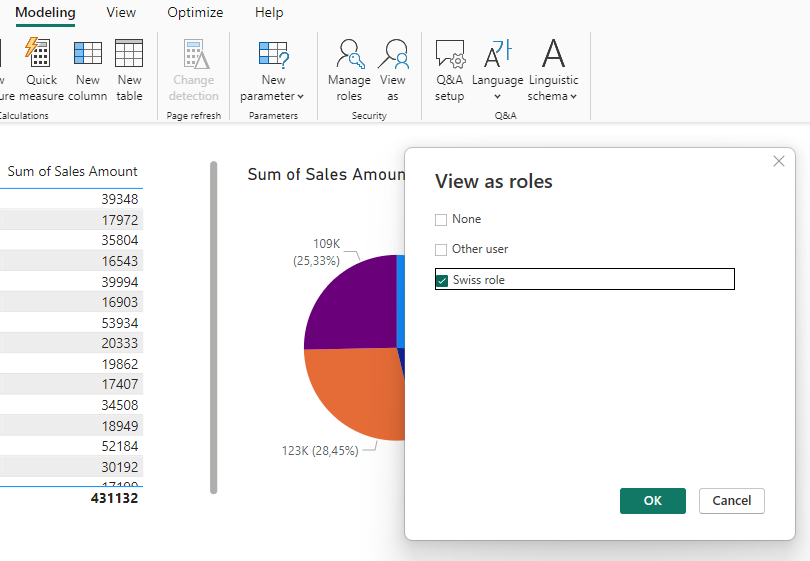 Modeling View Optimize Help
Quick New New Change New Manage View Q&A Language Linguistic
measure column table detection parameter roles as setup schema
Page refresh Parameters Security Q&A
Sum of Sales Amount
39348
17972
35804
16543
39994
16903
53934
20333
19862
17407
34508
18949
52184
30192
431132
Sum of Sales Amoun
109K
(25,33%)
123K (28,45%)
View as roles
None
Other user
Swiss role
OK Cancel